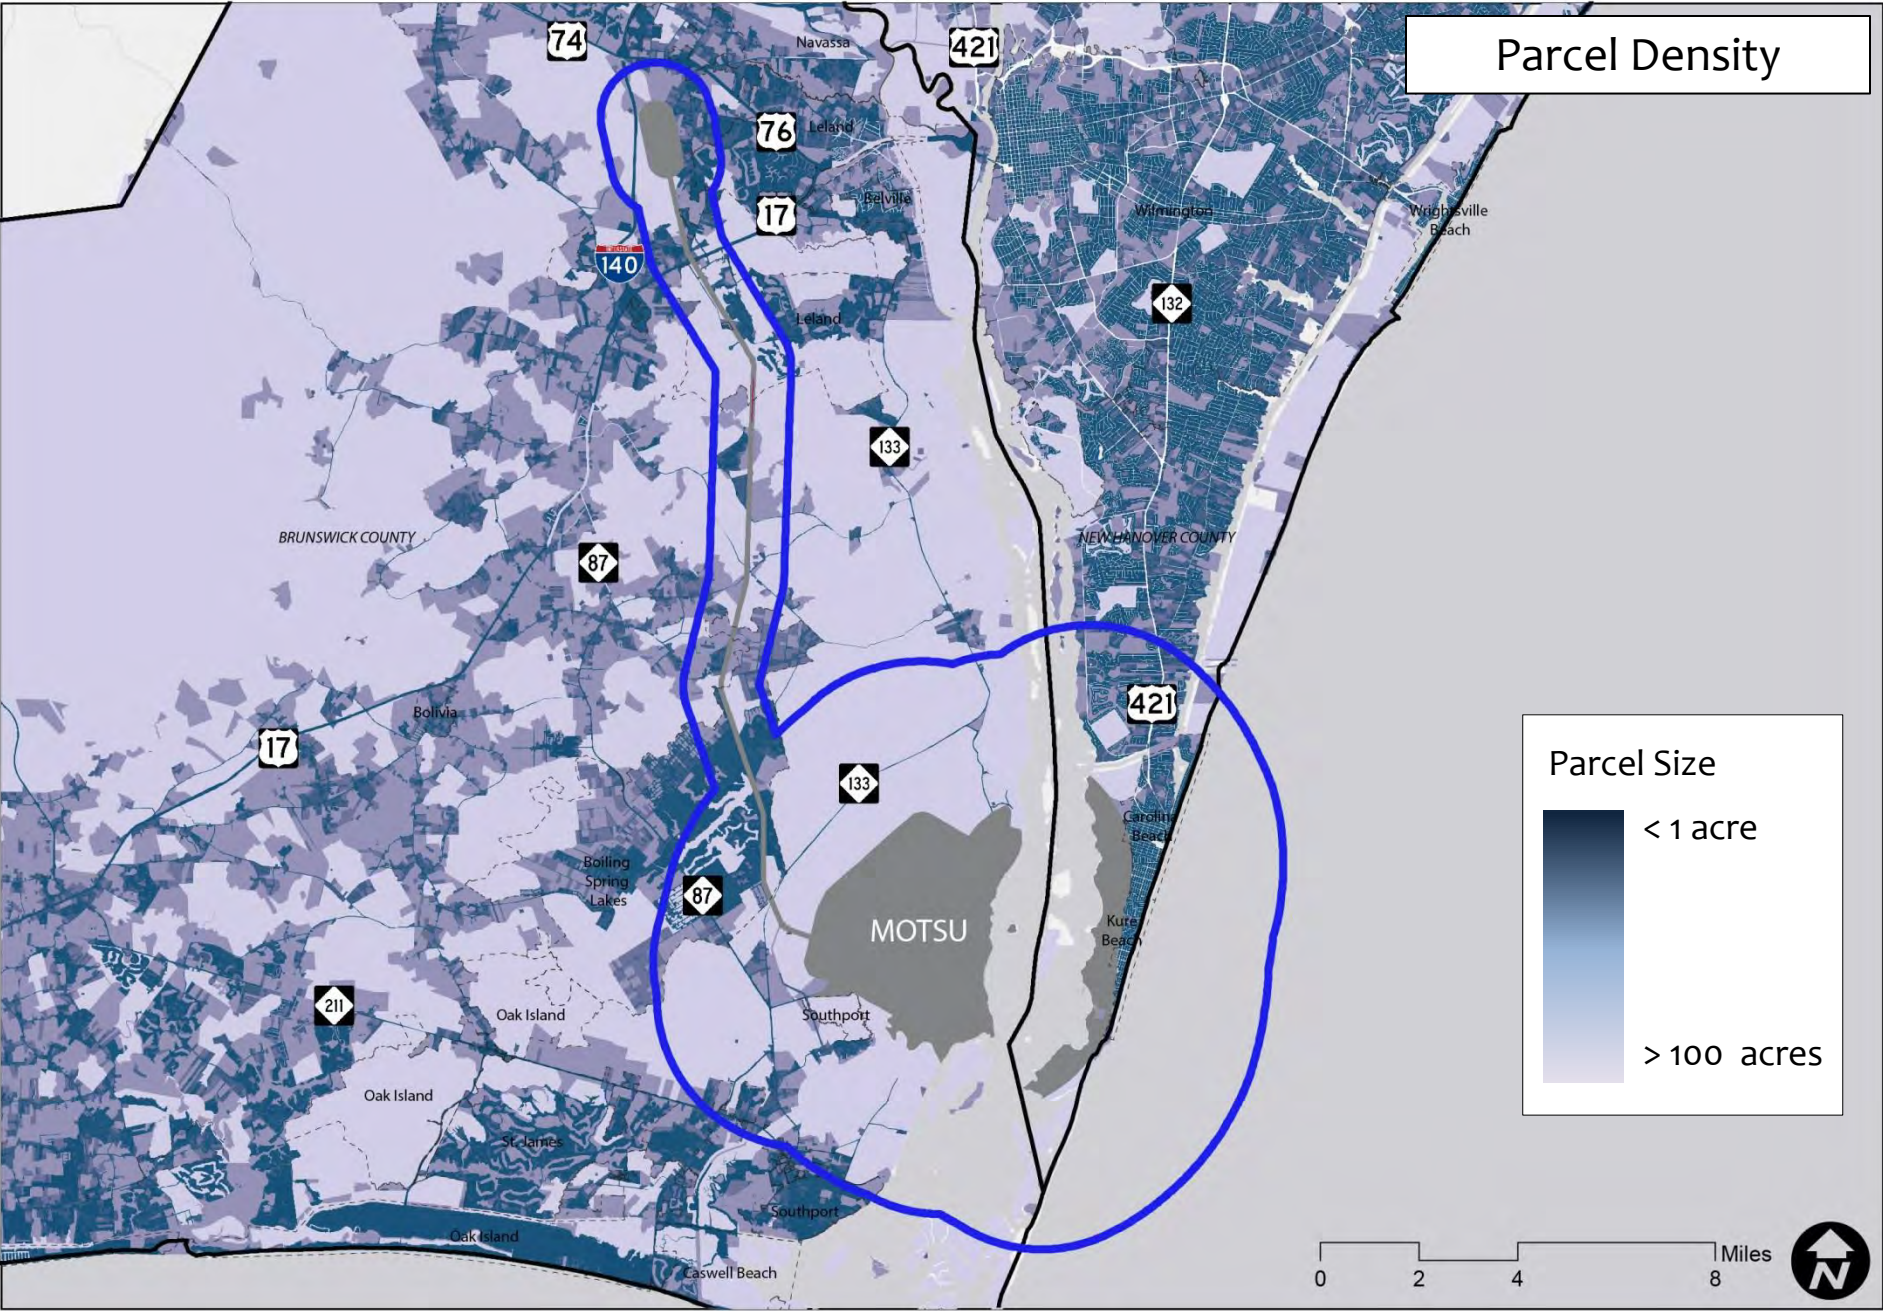 Parcel Density
74
Navassa
421
76
Leland
17
Belville
Wilmington
Wrightsville
Beach
INTERSTATE
140
132
Leland
133
BRUNSWICK COUNTY
NEW HANOVER COUNTY
87
Bolivia
421
17
133
Carolina
Beach
Boiling
Spring
Lakes
87
MOTSU
Kure
Beach
211
Oak Island
Southport
Oak Island
St. James
Southport
Oak Island
Caswell Beach
Parcel Size
< 1 acre
> 100 acres
Miles
0 2 4 8
N